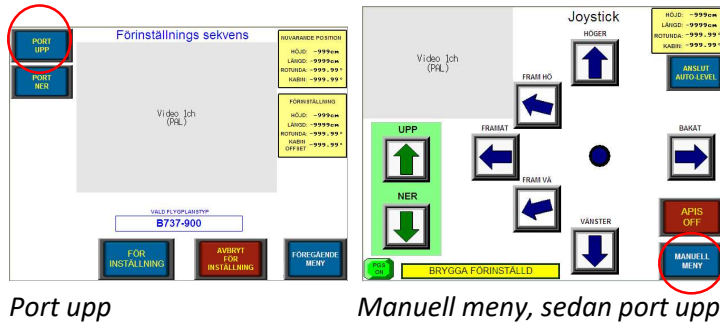 PORT
UPP
PORT
NER
Förinställnings sekvens
NUVARANDE POSITION
HÖJD: -999cm
LÄNGD: -9999cm
ROTUNDA: -999.99°
KABIN: -999.99°
Video 1ch
(PAL)
FÖRINSTÄLLNING
HÖJD: -999cm
LÄNGD: -9999cm
ROTUNDA: -999.99°
KABIN
OFFSET -999.99°
VALD FLYGPLANSTYP
B737-900
FÖR
INSTÄLLNING
AVBRYT
FÖR
INSTÄLLNING
FÖREGÅENDE
MENY
Port upp
Video 1ch
(PAL)
Joystick
HÖJD: -999cm
LÄNGD: -9999cm
ROTUNDA: -999.99°
KABIN: -999.99°
HÖGER
ANSLUT
AUTO-LEVEL
FRAM HÖ
UPP
FRAMÅT
BAKÅT
FRAM VÄ
NER
VÄNSTER
APIS
OFF
PGS
ON
BRYGGA FÖRINSTÄLLD
MANUELL
MENY
Manuell meny, sedan port upp